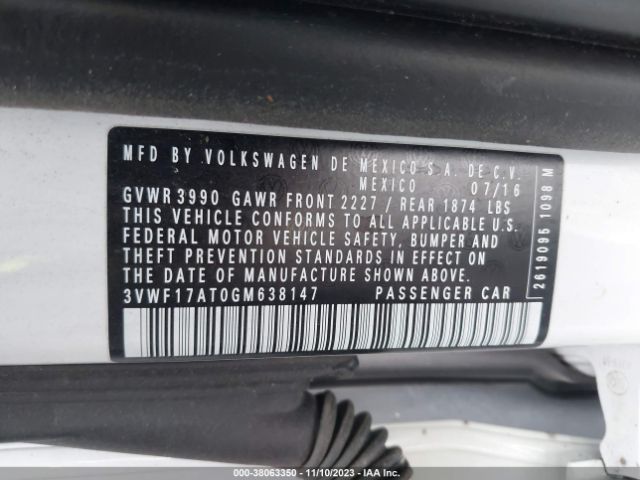 MFD BY VOLKSWAGEN DE MEXICO S.A. DE C.V.
MEXICO 07/16
GVWR 3990 GAWR FRONT 2227 / REAR 1874 LBS
THIS VEHICLE CONFORMS TO ALL APPLICABLE U.S.
FEDERAL MOTOR VEHICLE SAFETY, BUMPER AND
THEFT PREVENTION STANDARDS IN EFFECT ON
THE DATE OF MANUFACTURE SHOWN ABOVE.
3VWF17AT0GM638147 PASSENGER CAR
2619095 1098 M
000-38063350 - 11/10/2023 - IAA Inc.